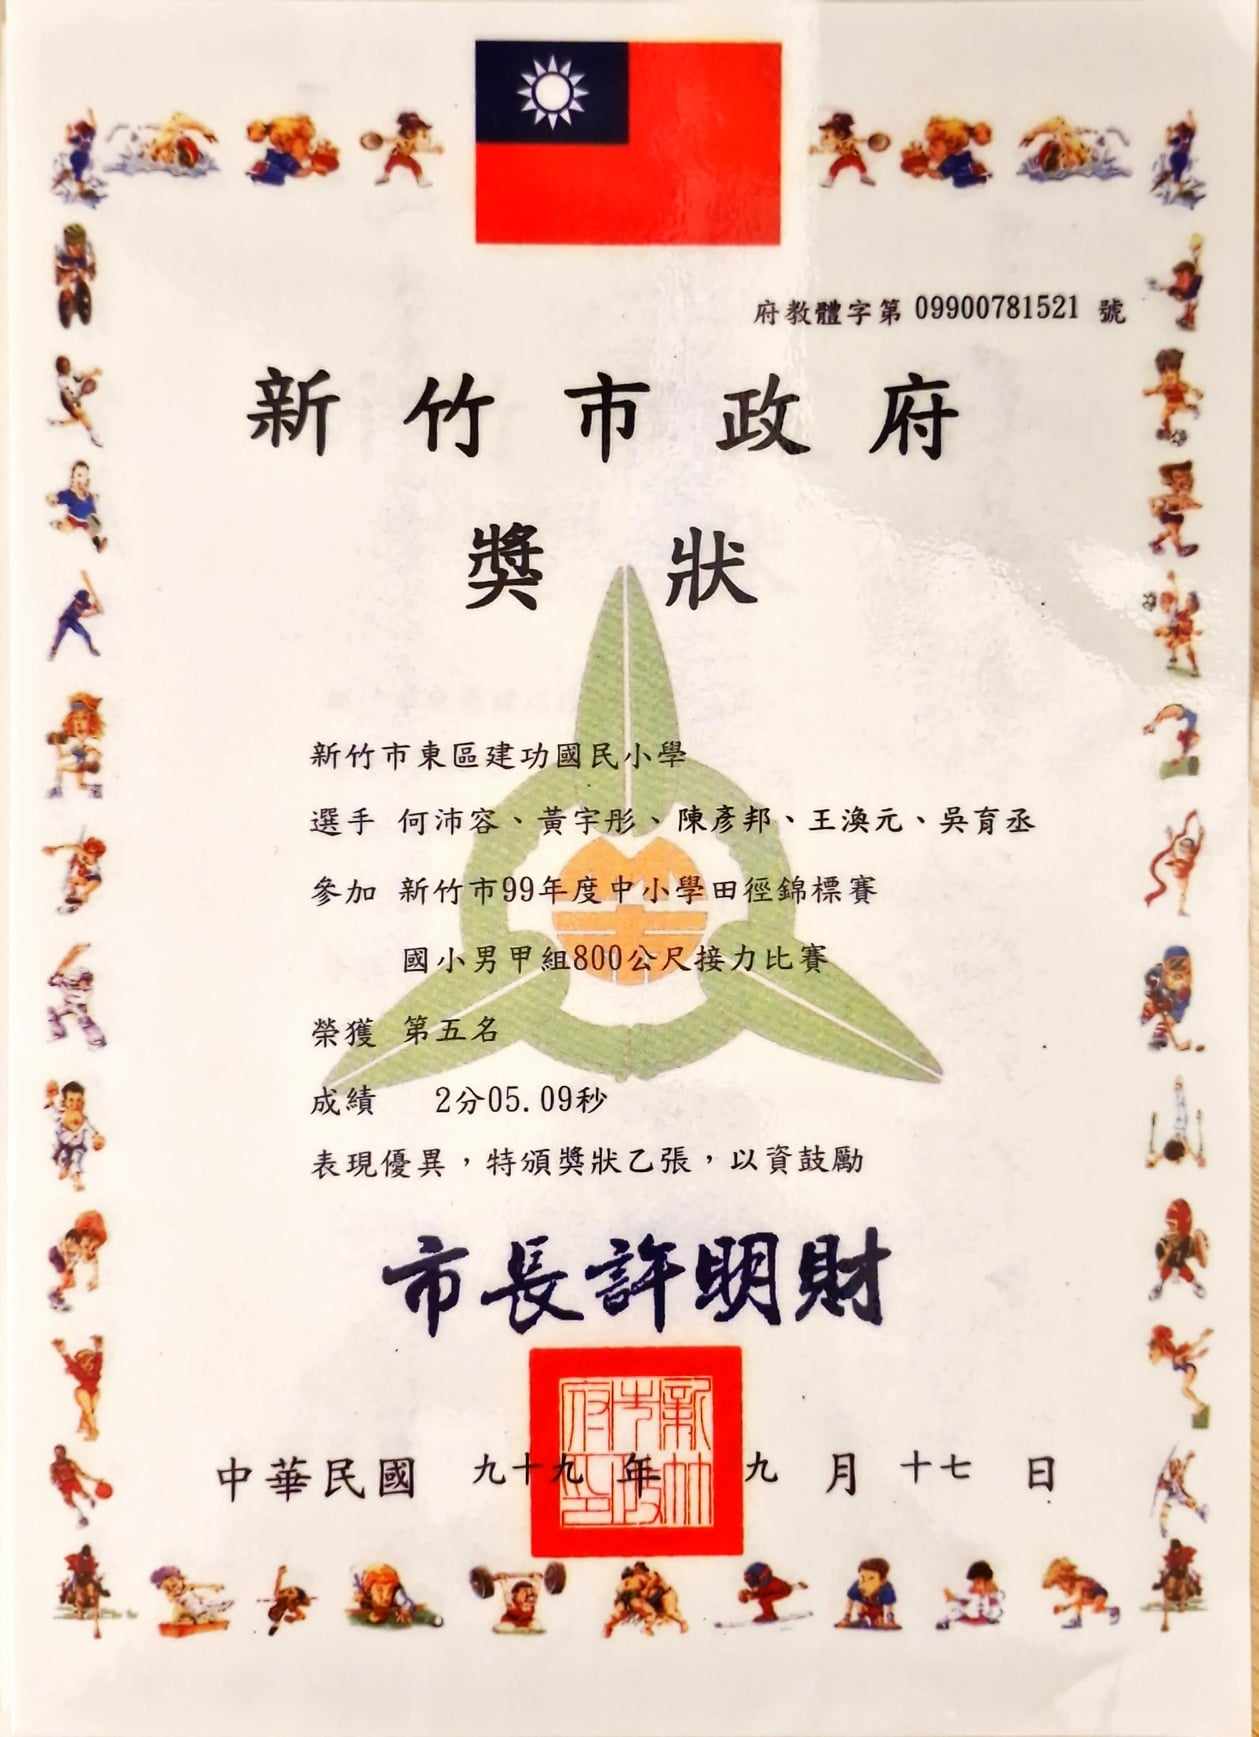 府教體字第 09900781521 號
新竹市政府
獎狀
新竹市東區建功國民小學
選手 何沛容、黃宇彤、陳彥邦、王渙元、吳育丞
參加 新竹市99年度中小學田徑錦標賽
國小男甲組800公尺接力比賽
榮獲 第五名
成績 2分05.09秒
表現優異，特頒獎狀乙張，以資鼓勵
市長許明財
新竹市政府印
中華民國 九十九 年 九 月 十七 日